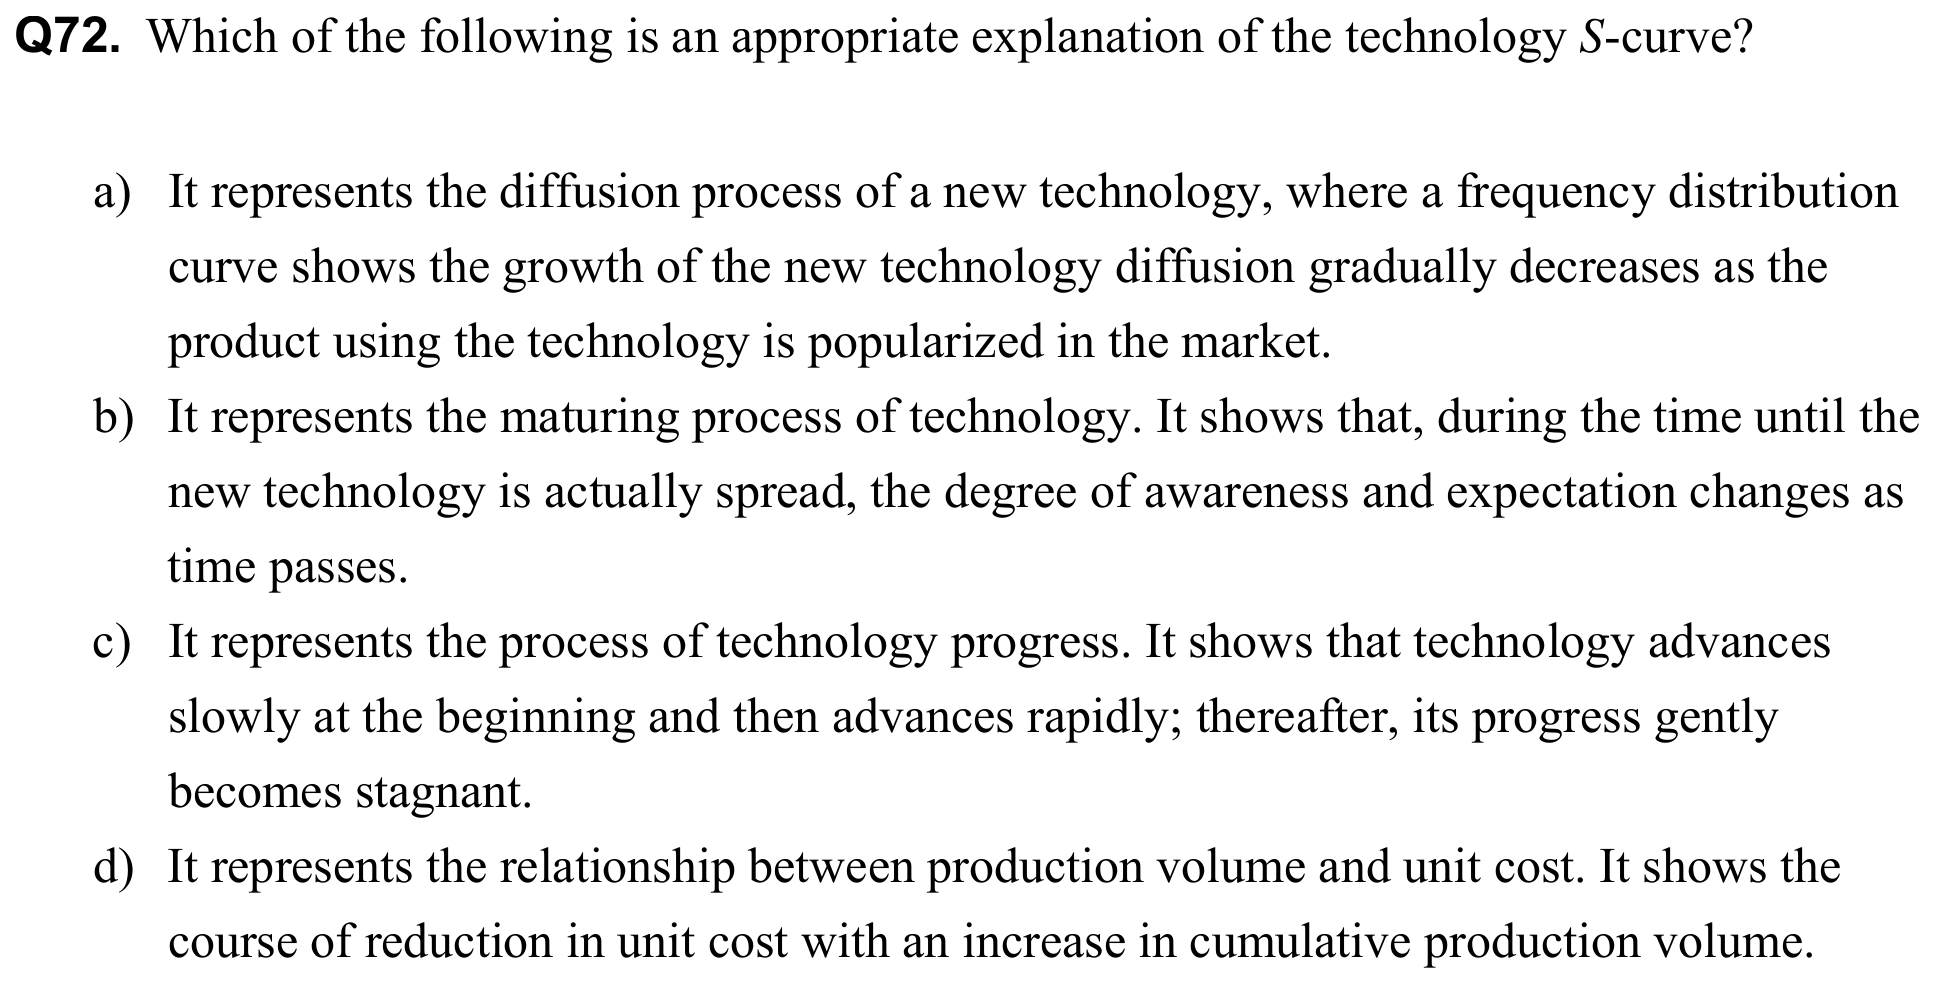 Q72. Which of the following is an appropriate explanation of the technology S-curve?
a) It represents the diffusion process of a new technology, where a frequency distribution
curve shows the growth of the new technology diffusion gradually decreases as the
product using the technology is popularized in the market.
b) It represents the maturing process of technology. It shows that, during the time until the
new technology is actually spread, the degree of awareness and expectation changes as
time passes.
c) It represents the process of technology progress. It shows that technology advances
slowly at the beginning and then advances rapidly; thereafter, its progress gently
becomes stagnant.
d) It represents the relationship between production volume and unit cost. It shows the
course of reduction in unit cost with an increase in cumulative production volume.